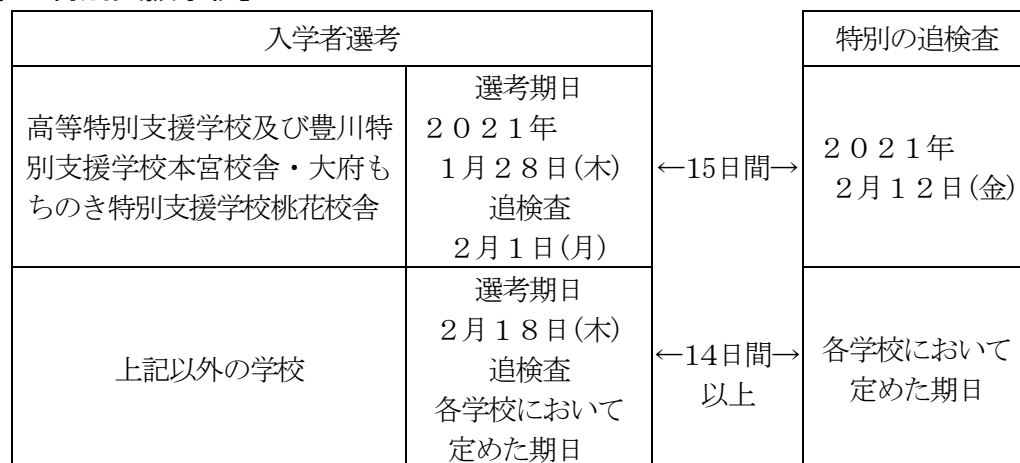 入学者選考
特別の追検査
高等特別支援学校及び豊川特
別支援学校本宮校舎・大府も
ちのき特別支援学校桃花校舎
選考期日
２０２１年
１月２８日(木)
追検査
２月１日(月)
←15日間→
２０２１年
２月１２日(金)
上記以外の学校
選考期日
２月１８日(木)
追検査
各学校において
定めた期日
←14日間→
以上
各学校において
定めた期日